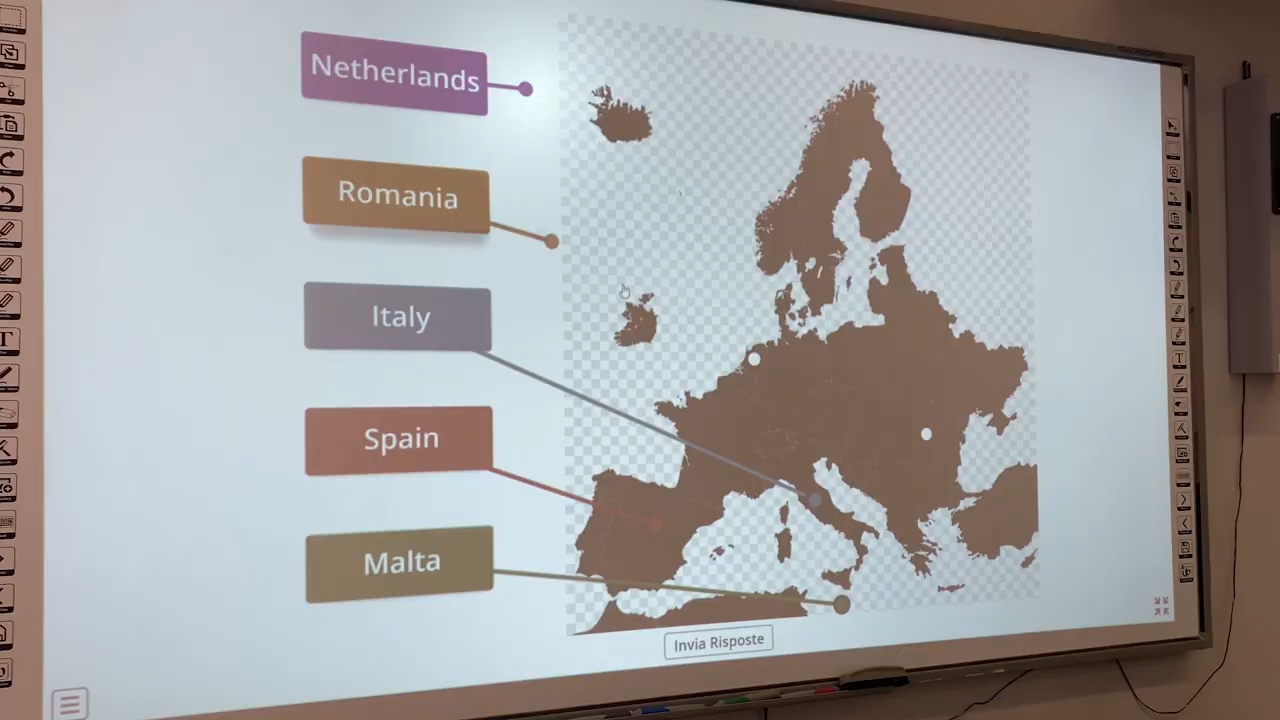 Netherlands
Romania
Italy
Spain
Malta
Invia Risposte